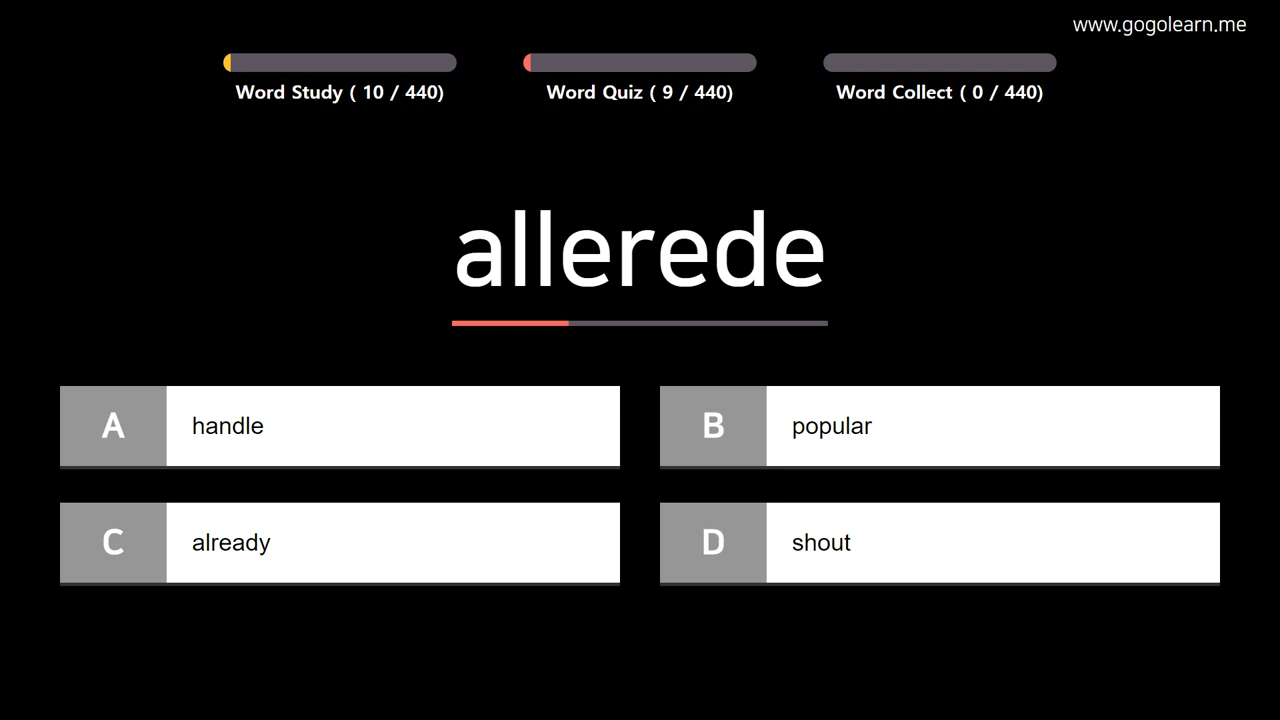 www.gogolearn.me
Word Study ( 10 / 440)
Word Quiz ( 9 / 440)
Word Collect ( 0 / 440)
allerede
A handle
B popular
C already
D shout